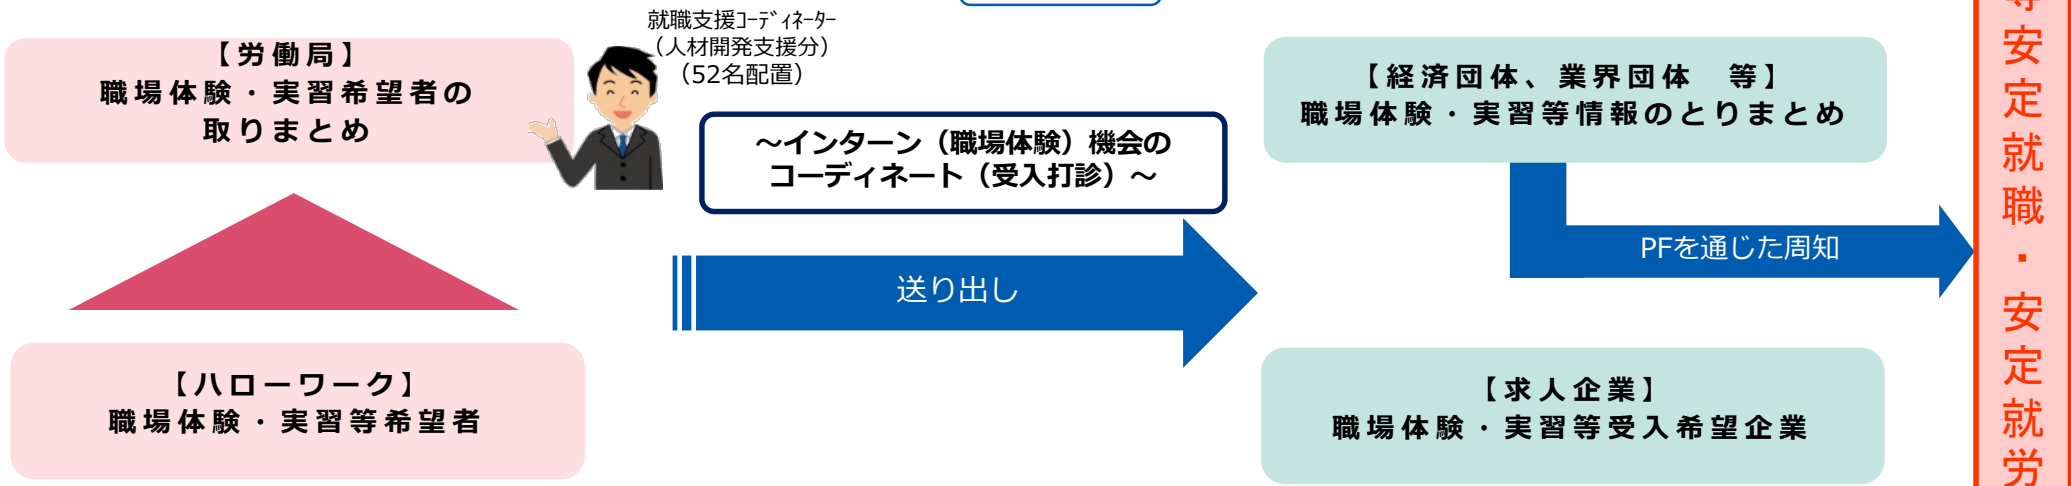 就職支援ｺｰﾃﾞｨﾈｰﾀｰ
（人材開発支援分）
（52名配置）
【労働局】
職場体験・実習希望者の
取りまとめ
～インターン（職場体験）機会の
コーディネート（受入打診）～
【経済団体、業界団体　等】
職場体験・実習等情報のとりまとめ
送り出し
PFを通じた周知
【ハローワーク】
職場体験・実習等希望者
【求人企業】
職場体験・実習等受入希望企業
安定就職・安定就労